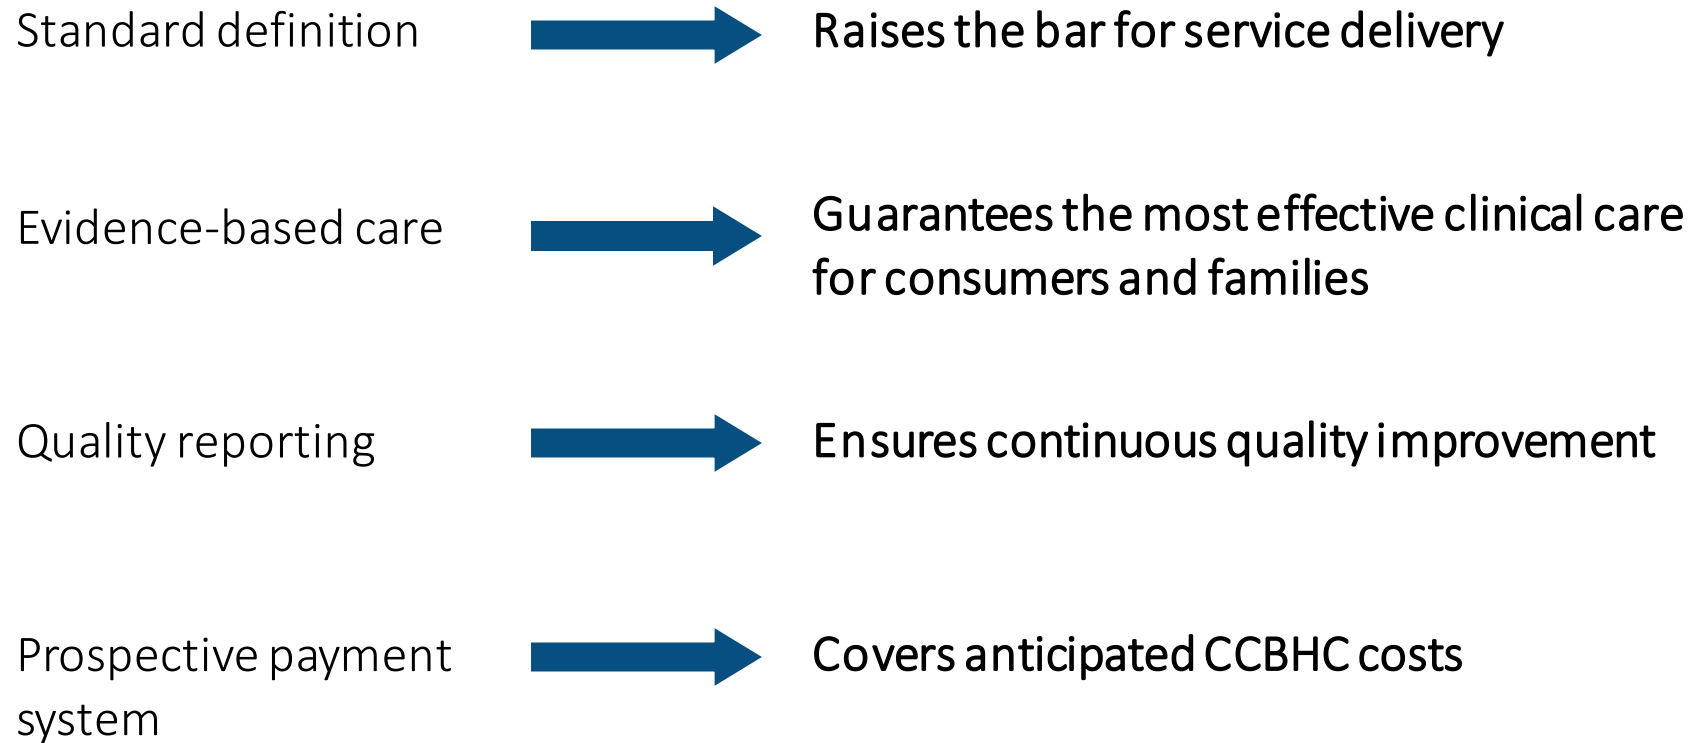 Standard definition
Raises the bar for service delivery
Evidence-based care
Guarantees the most effective clinical care
for consumers and families
Quality reporting
Ensures continuous quality improvement
Prospective payment
system
Covers anticipated CCBHC costs